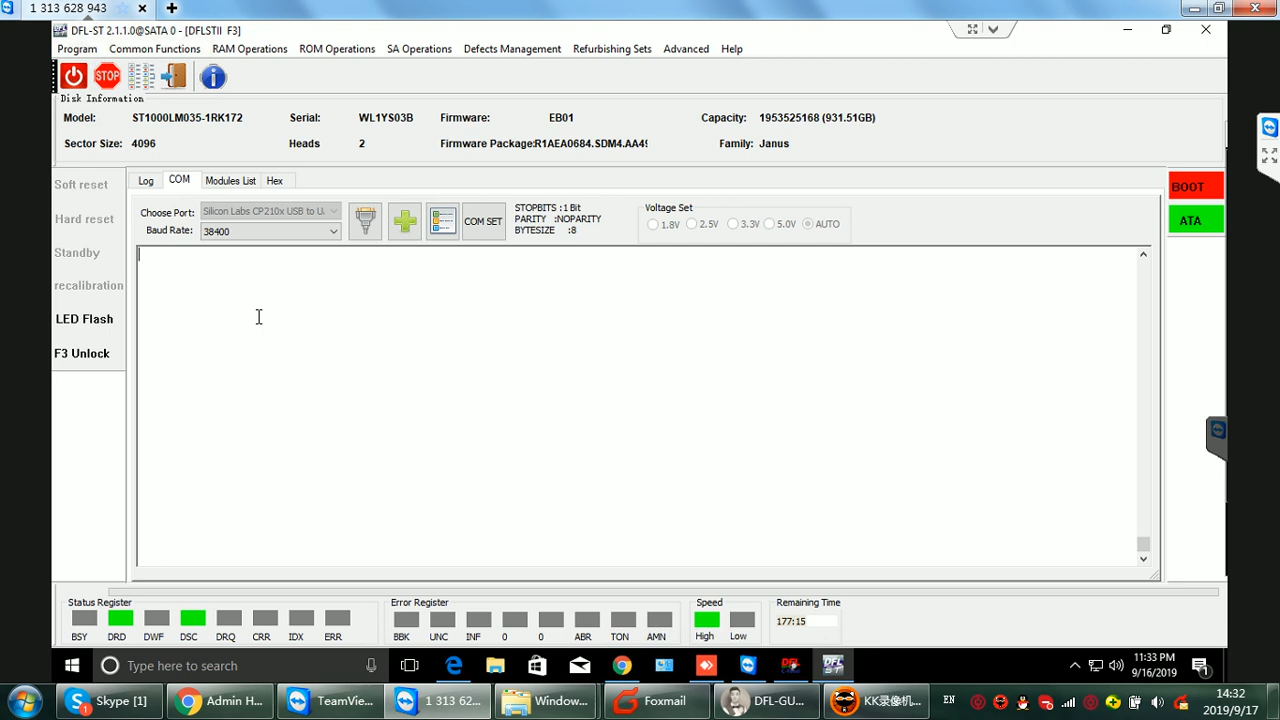 1 313 628 943
DFL-ST 2.1.1.0@SATA 0 - [DFLSTII F3]
Program Common Functions RAM Operations ROM Operations SA Operations Defects Management Refurbishing Sets Advanced Help
STOP
Disk Information
Model: ST1000LM035-1RK172 Serial: WL1YS03B Firmware: EB01 Capacity: 1953525168 (931.51GB)
Sector Size: 4096 Heads 2 Firmware Package: R1AEA0684.SDM4.AA4 Family: Janus
Soft reset
Hard reset
Standby
recalibration
LED Flash
F3 Unlock
Log COM Modules List Hex
Choose Port: Silicon Labs CP210x USB to U
Baud Rate: 38400
COM SET
STOPBITS :1 Bit
PARITY :NOPARITY
BYTESIZE :8
Voltage Set
1.8V 2.5V 3.3V 5.0V AUTO
BOOT
ATA
Status Register
BSY DRD DWF DSC DRQ CRR IDX ERR
Error Register
BBK UNC INF 0 0 ABR TON AMN
Speed
High Low
Remaining Time
177:15
Type here to search
11:33 PM
9/16/2019
Skype [1] Admin H... TeamVie... 1 313 62... Window... Foxmail DFL-GU... KK录像机... EN
14:32
2019/9/17